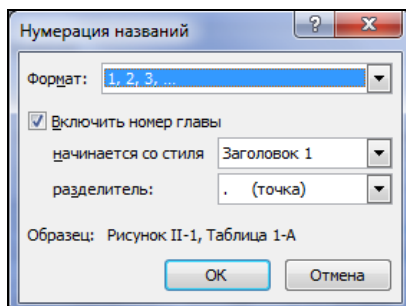 Нумерация названий
Формат: 1, 2, 3, ...
Включить номер главы
начинается со стиля Заголовок 1
разделитель: . (точка)
Образец: Рисунок II-1, Таблица 1-A
ОК Отмена